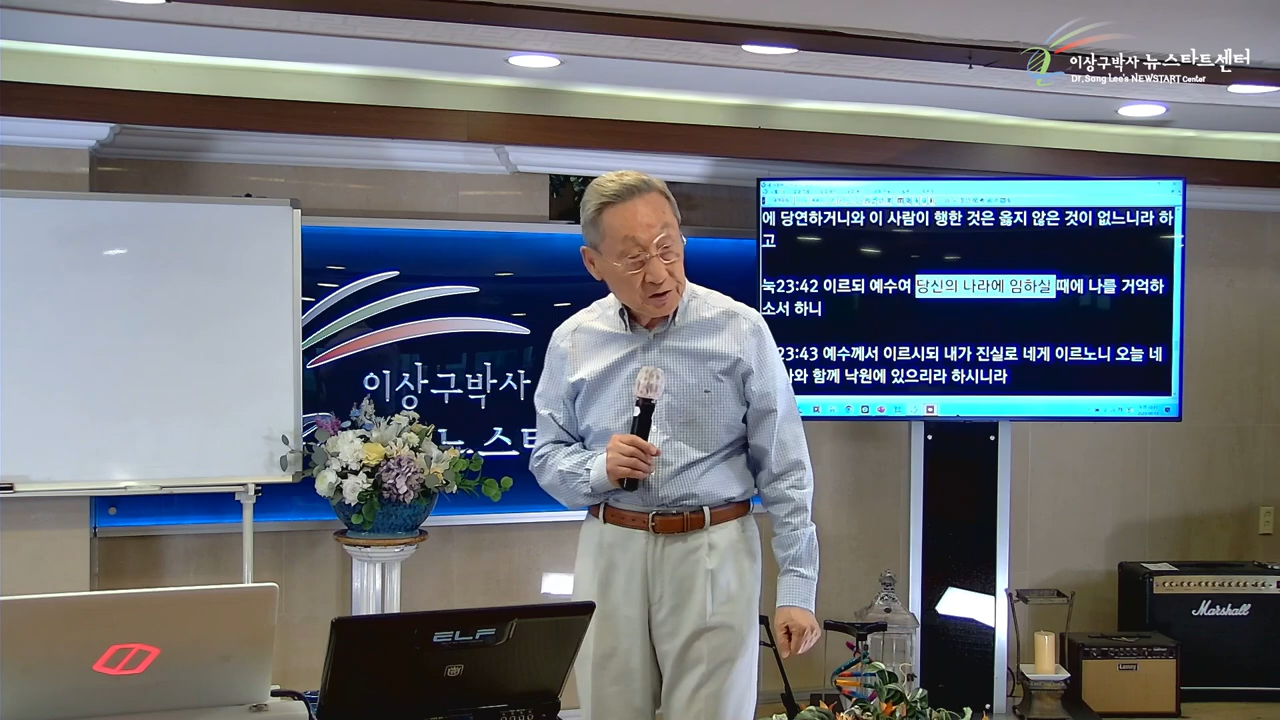 이상구박사 뉴스타트센터
Dr. Sang Lee's NEWSTART Center
에 당연하거니와 이 사람이 행한 것은 옳지 않은 것이 없느니라 하
고
눅23:42 이르되 예수여 당신의 나라에 임하실 때에 나를 기억하
소서 하니
23:43 예수께서 이르시되 내가 진실로 네게 이르노니 오늘 네
와 함께 낙원에 있으리라 하시니라
이상구박사
뉴스타
ELF
Marshall
Laney